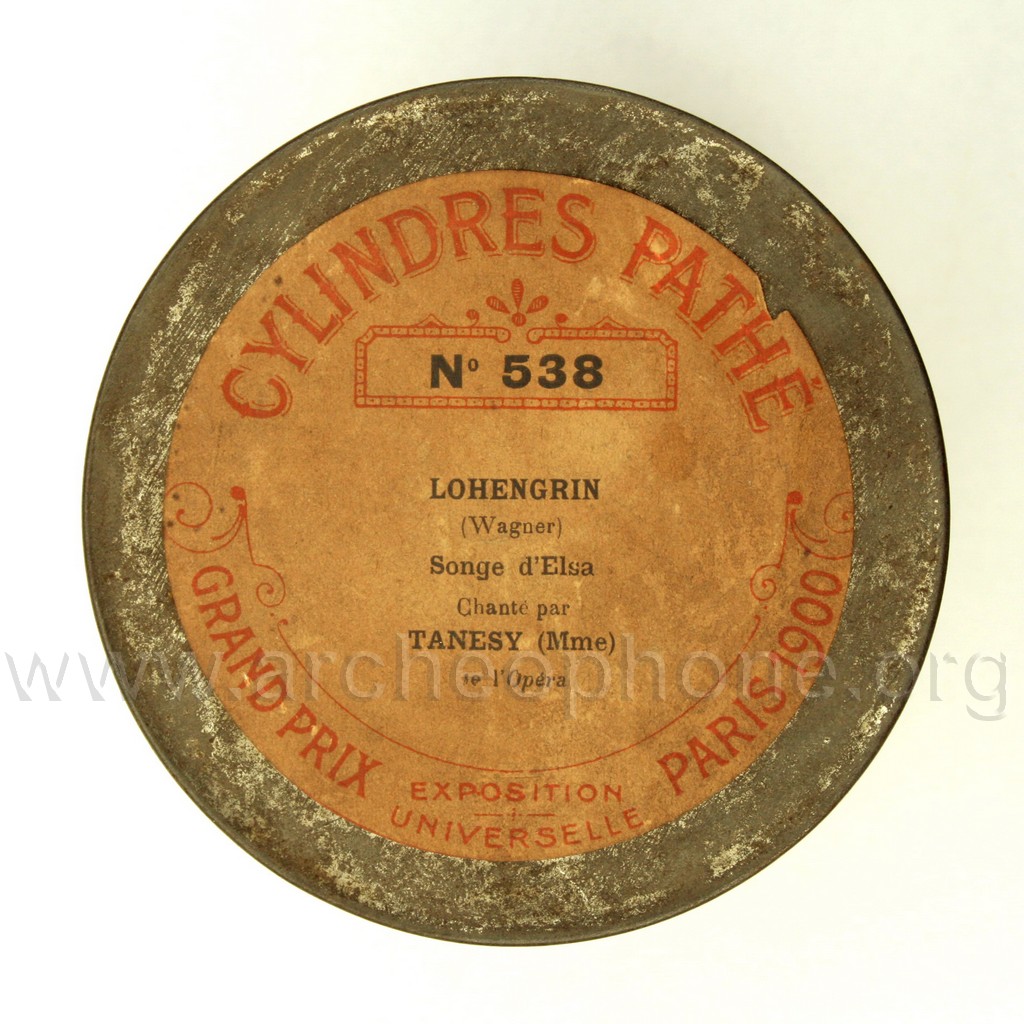 CYLINDRES PATHÉ
Nº 538
LOHENGRIN
(Wagner)
Songe d'Elsa
Chanté par
TANESY (Mme)
l'Opéra
GRAND PRIX
EXPOSITION
UNIVERSELLE
PARIS 1900
www.archeophone.org